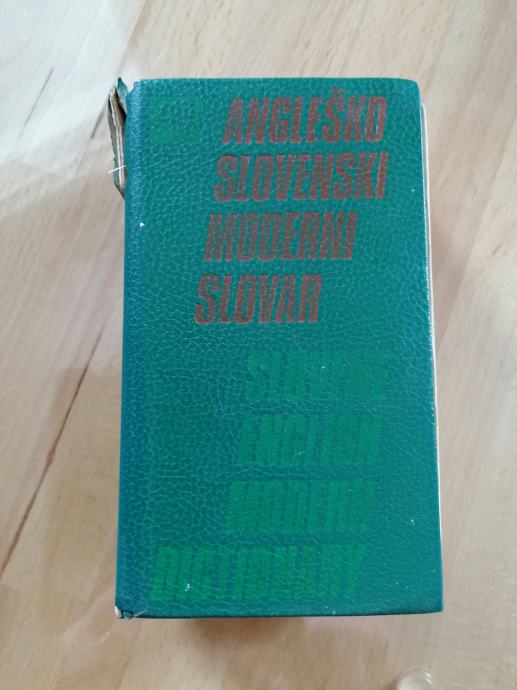 ANGLEŠKO
SLOVENSKI
MODERNI
SLOVAR
SLOVENE
ENGLISH
MODERN
DICTIONARY